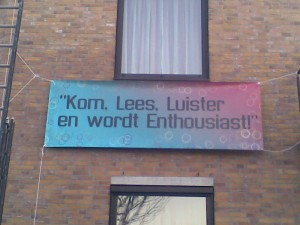 "Kom, Lees, Luister
en wordt Enthousiast!"